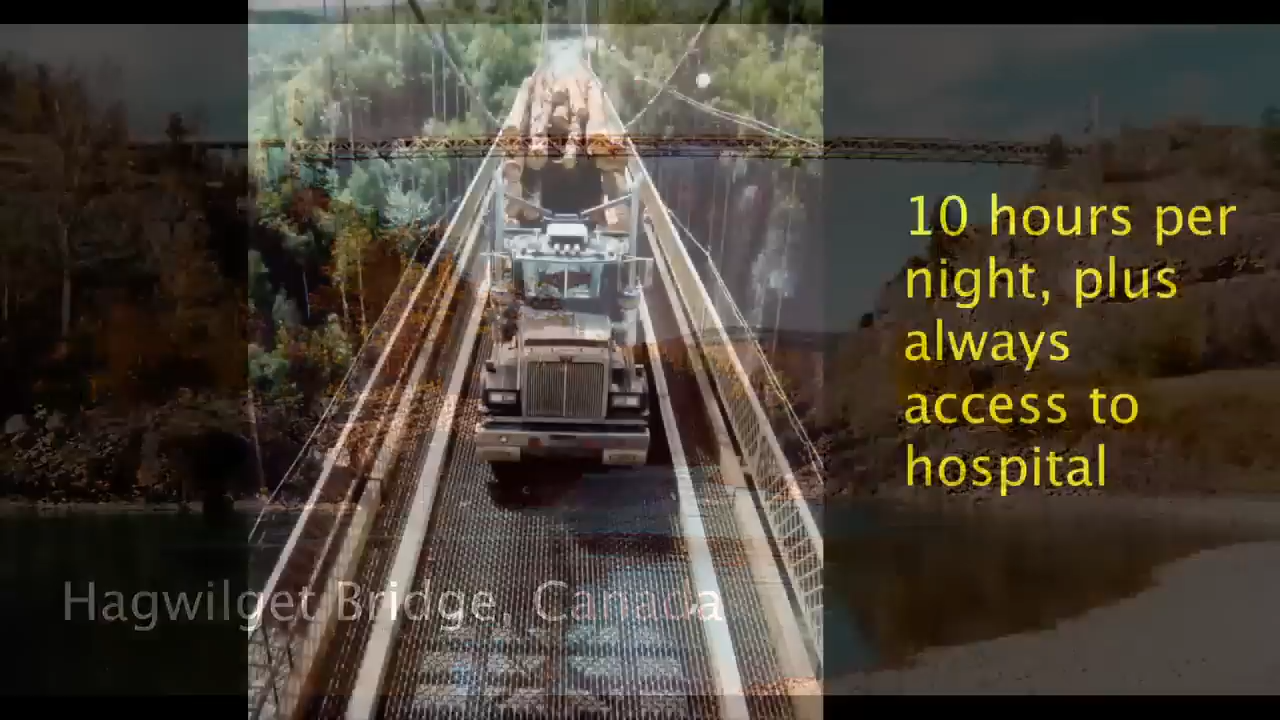 10 hours per
night, plus
always
access to
hospital
Hagwilget Bridge, Canada